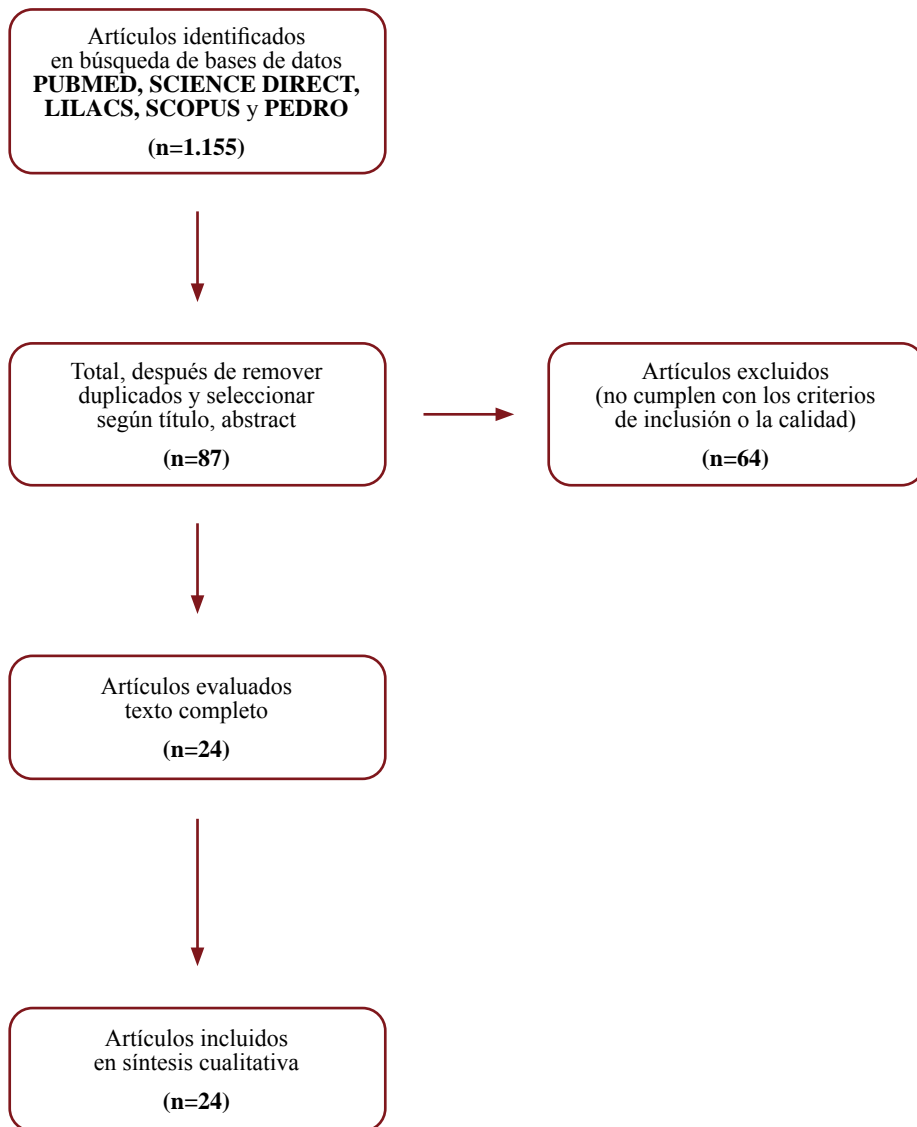 Artículos identificados
en búsqueda de bases de datos
PUBMED, SCIENCE DIRECT,
LILACS, SCOPUS y PEDRO
(n=1.155)
Total, después de remover
duplicados y seleccionar
según título, abstract
(n=87)
Artículos excluidos
(no cumplen con los criterios
de inclusión o la calidad)
(n=64)
Artículos evaluados
texto completo
(n=24)
Artículos incluidos
en síntesis cualitativa
(n=24)